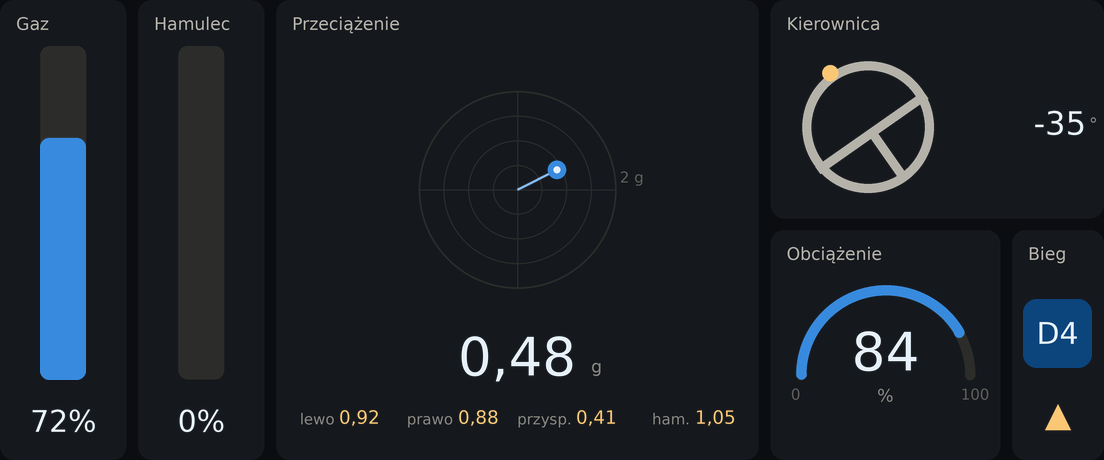 Gaz
72%
Hamulec
0%
Przeciążenie
2 g
0,48 g
lewo 0,92 prawo 0,88 przysp. 0,41 ham. 1,05
Kierownica
-35°
Obciążenie
84
0 % 100
Bieg
D4